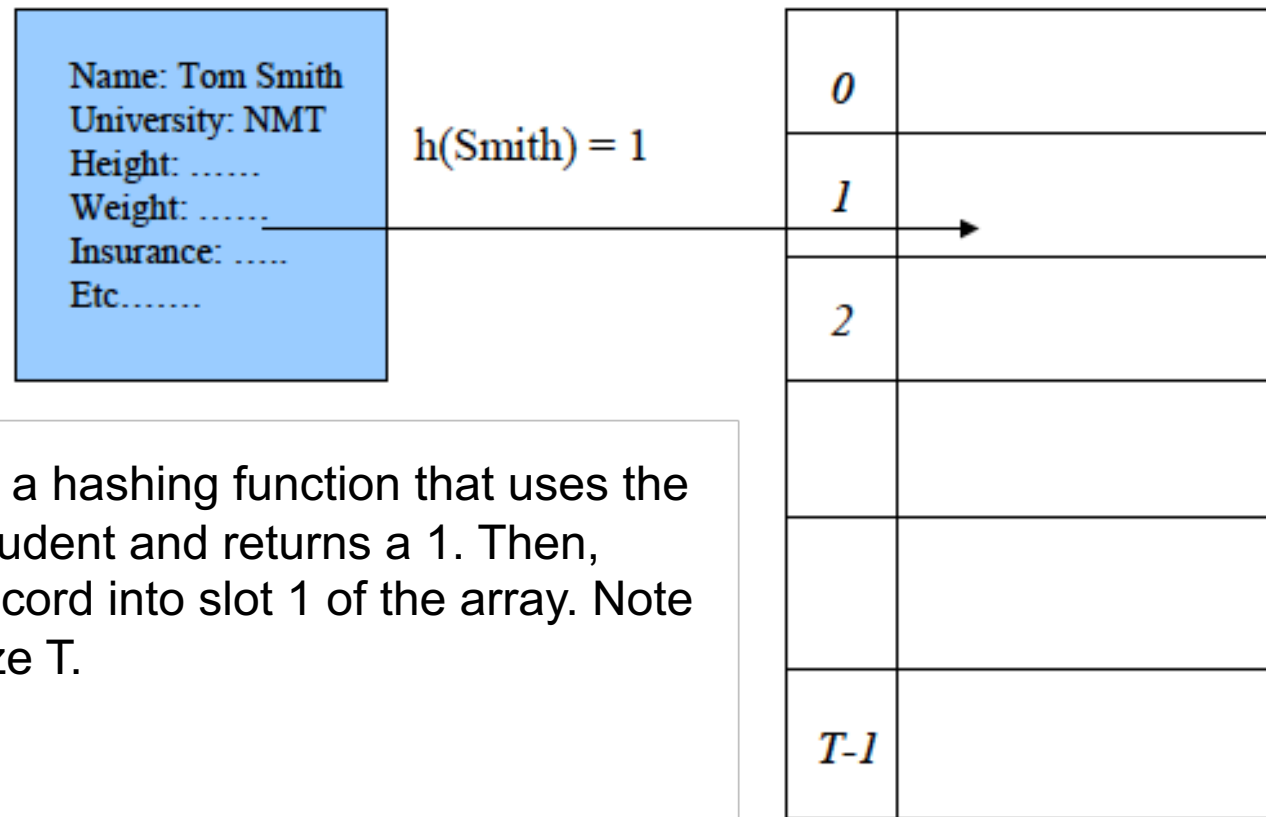 Name: Tom Smith
University: NMT
Height: ……
Weight: ……
Insurance: …..
Etc…….
h(Smith) = 1
0
1
2
T-1
a hashing function that uses the
udent and returns a 1. Then,
cord into slot 1 of the array. Note
ze T.